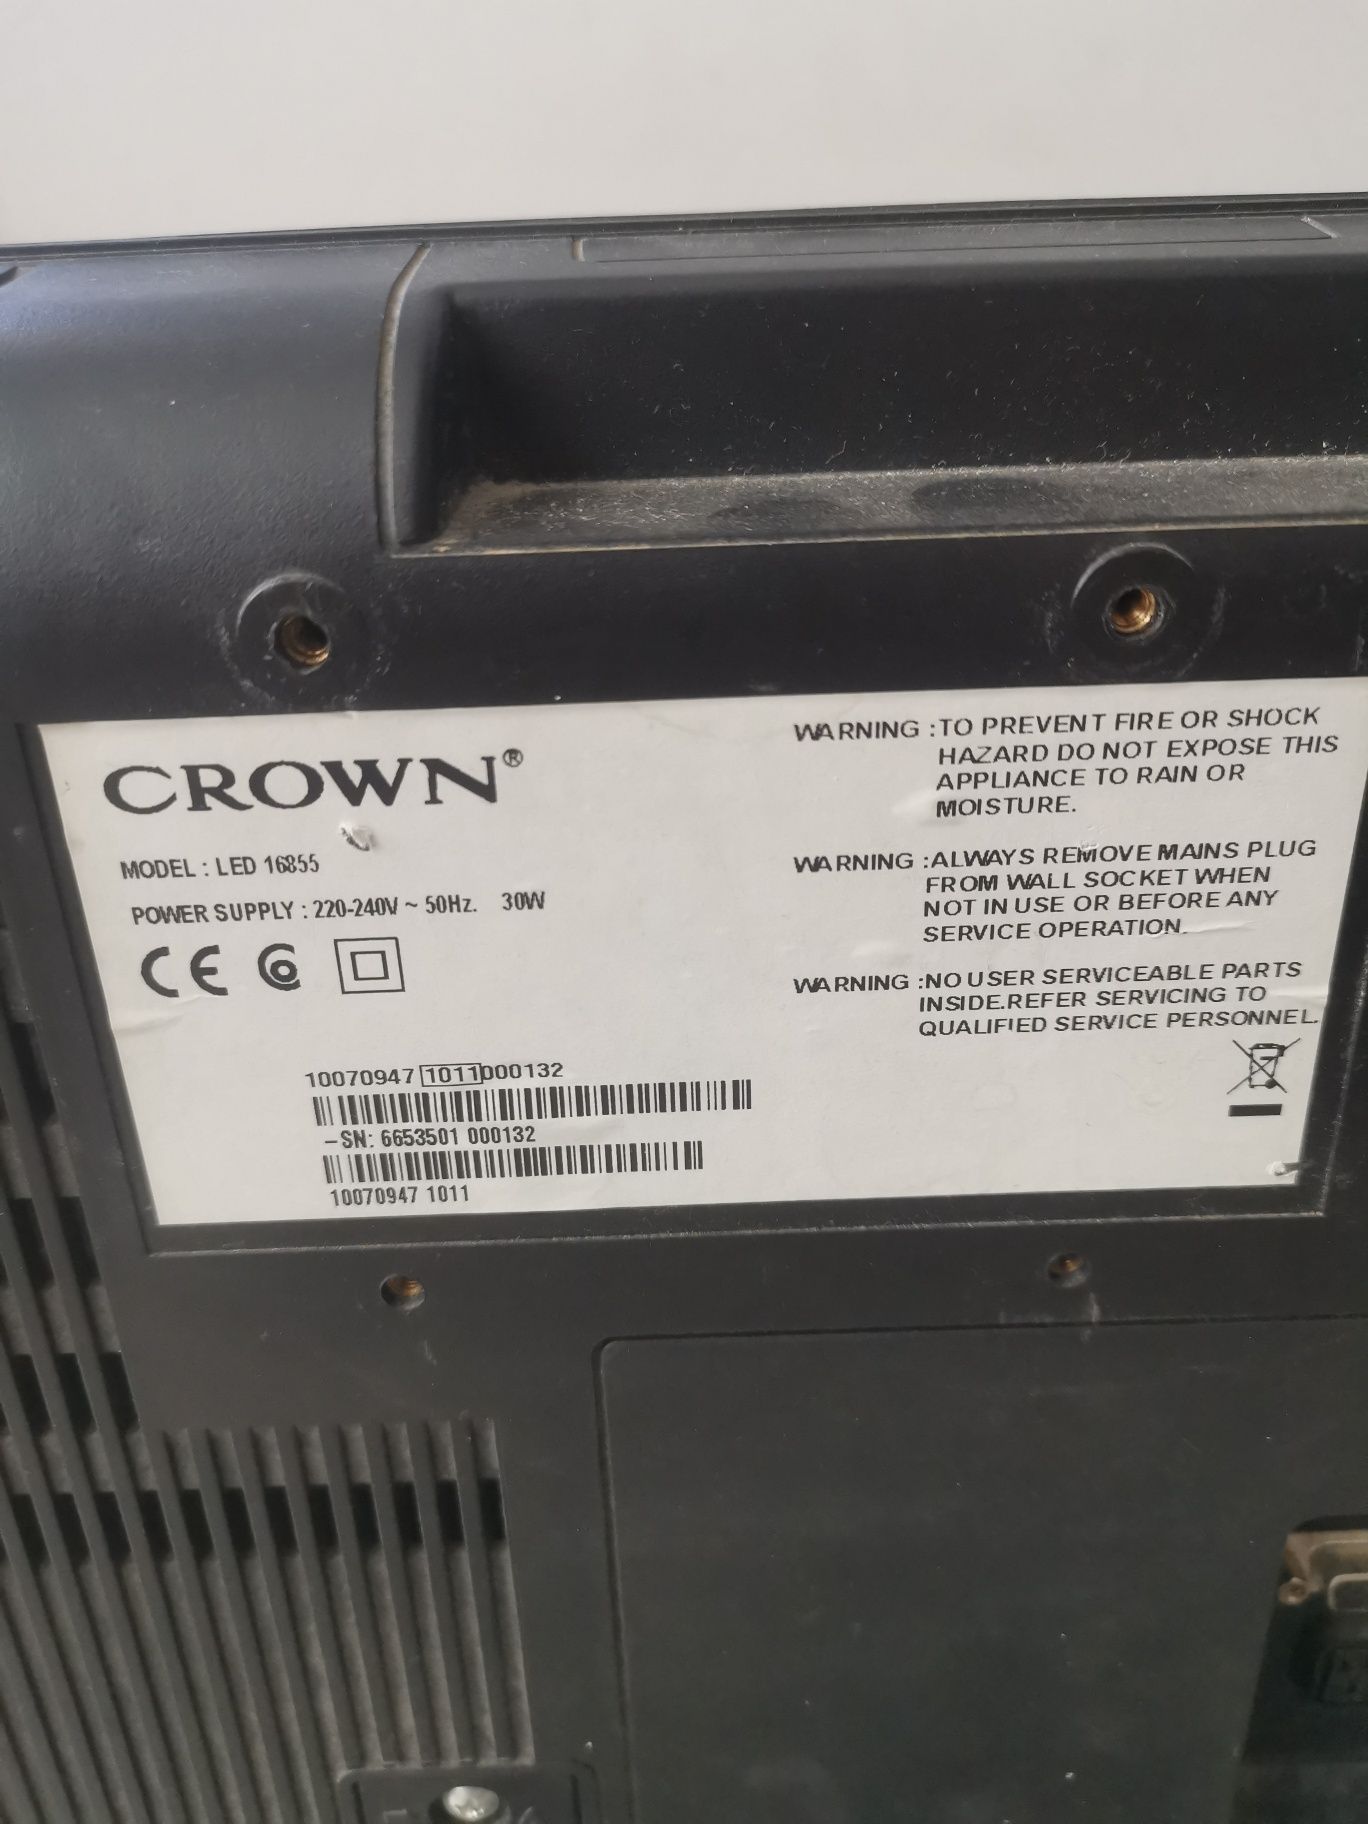 CROWN®
MODEL : LED 16855
POWER SUPPLY : 220-240V ~ 50Hz. 30W
CE
10070947 1011 000132
-SN: 6653501 000132
10070947 1011
WARNING :TO PREVENT FIRE OR SHOCK
HAZARD DO NOT EXPOSE THIS
APPLIANCE TO RAIN OR
MOISTURE.
WARNING :ALWAYS REMOVE MAINS PLUG
FROM WALL SOCKET WHEN
NOT IN USE OR BEFORE ANY
SERVICE OPERATION.
WARNING :NO USER SERVICEABLE PARTS
INSIDE.REFER SERVICING TO
QUALIFIED SERVICE PERSONNEL.